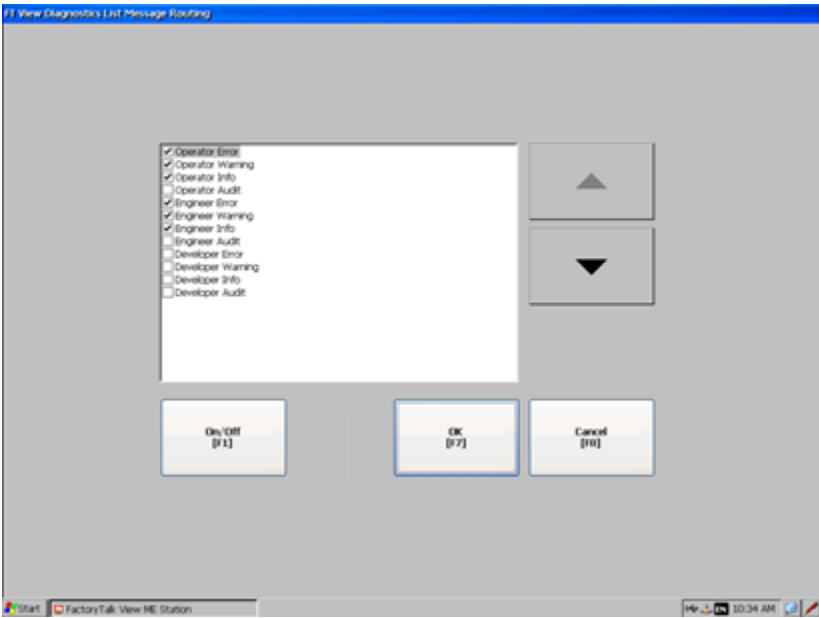 FT View Diagnostics List Message Routing
Operator Error
Operator Warning
Operator Info
Operator Audit
Engineer Error
Engineer Warning
Engineer Info
Engineer Audit
Developer Error
Developer Warning
Developer Info
Developer Audit
On/Off
[F1]
OK
[F7]
Cancel
[F8]
Start
FactoryTalk View ME Station
EN
10:34 AM